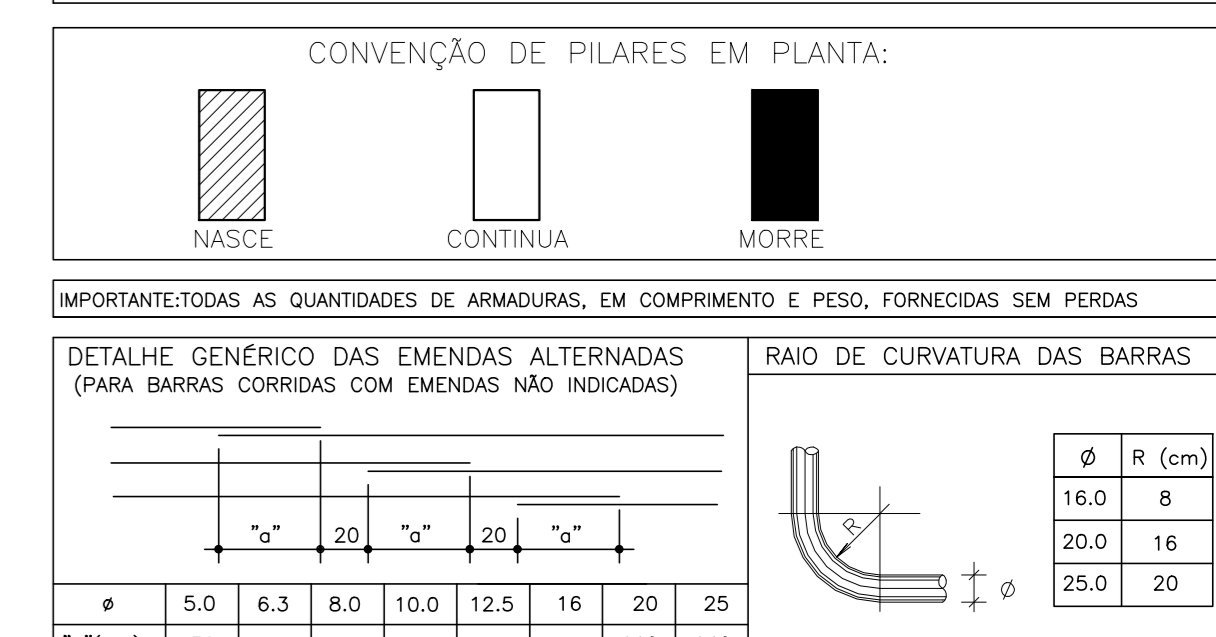 CONVENÇÃO DE PILARES EM PLANTA:
NASCE CONTINUA MORRE
IMPORTANTE:TODAS AS QUANTIDADES DE ARMADURAS, EM COMPRIMENTO E PESO, FORNECIDAS SEM PERDAS
DETALHE GENÉRICO DAS EMENDAS ALTERNADAS
(PARA BARRAS CORRIDAS COM EMENDAS NÃO INDICADAS)
"a" 20 "a" 20 "a"
ø 5.0 6.3 8.0 10.0 12.5 16 20 25
RAIO DE CURVATURA DAS BARRAS
R
ø
ø R (cm)
16.0 8
20.0 16
25.0 20